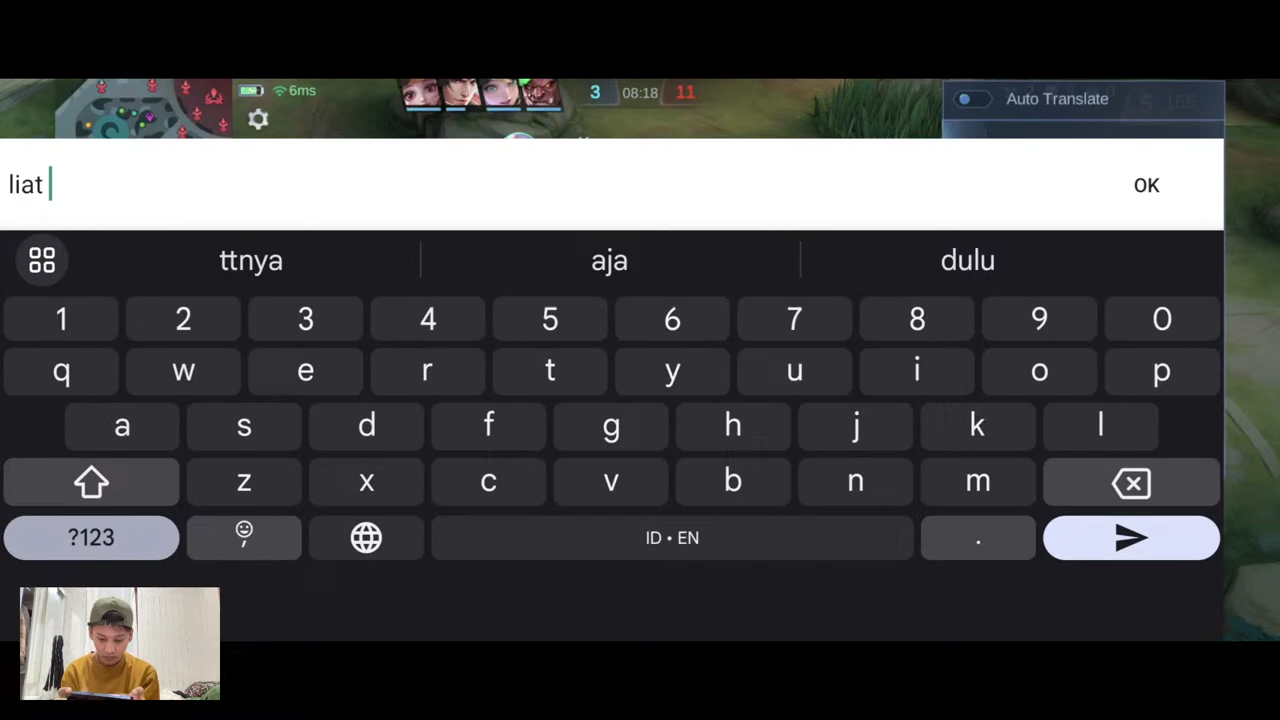 6ms
3 08:18 11
Auto Translate
liat
OK
ttnya aja dulu
1 2 3 4 5 6 7 8 9 0
q w e r t y u i o p
a s d f g h j k l
z x c v b n m
?123 , ID • EN .